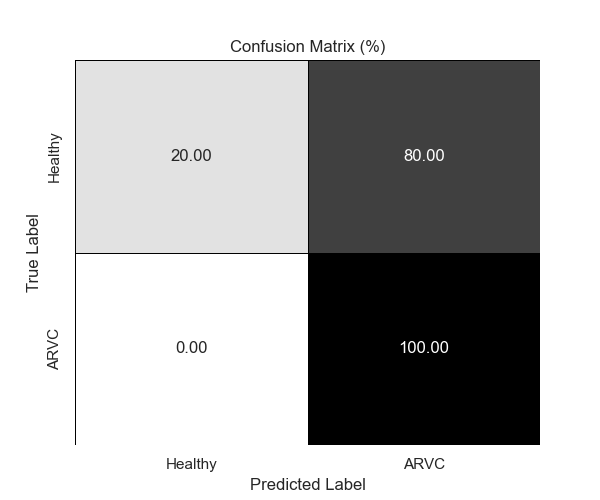 Confusion Matrix (%)
True Label
Healthy
20.00
80.00
ARVC
0.00
100.00
Healthy
ARVC
Predicted Label